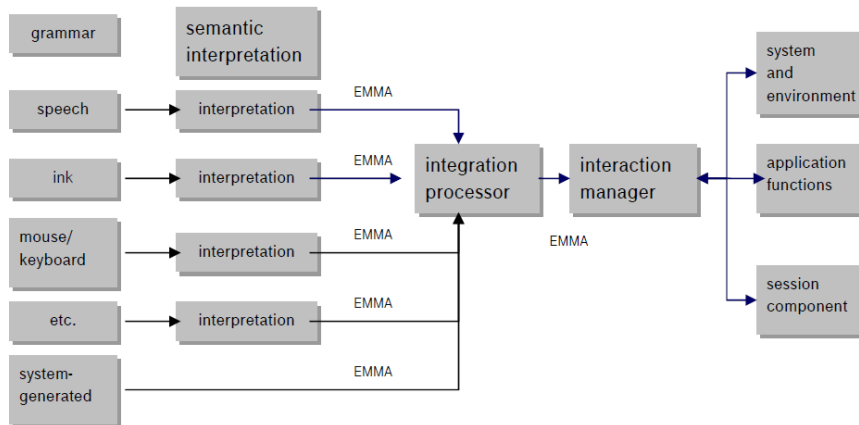 grammar
semantic
interpretation
system
and
environment
speech
interpretation
EMMA
ink
interpretation
EMMA
integration
processor
interaction
manager
application
functions
mouse/
keyboard
interpretation
EMMA
EMMA
etc.
interpretation
EMMA
session
component
system-
generated
EMMA